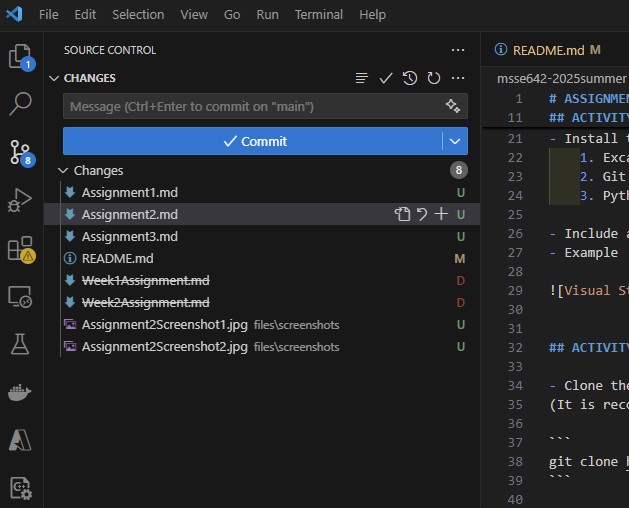 File Edit Selection View Go Run Terminal Help
SOURCE CONTROL
README.md M
CHANGES
msse642-2025summer
Message (Ctrl+Enter to commit on "main")
1 # ASSIGNMEN
11 ## ACTIVITY
Commit
21 - Install t
Changes 8
22 1. Exca
Assignment1.md U
23 2. Git
Assignment2.md U
24 3. Pyth
Assignment3.md U
25
README.md M
26 - Include a
27 - Example
Week1Assignment.md D
28
Week2Assignment.md D
29 ![Visual St
Assignment2Screenshot1.jpg files\screenshots U
30
31
Assignment2Screenshot2.jpg files\screenshots U
32 ## ACTIVITY
33
34 - Clone the
35 (It is reco
36
37 ```
38 git clone h
39 ```
40
1
8